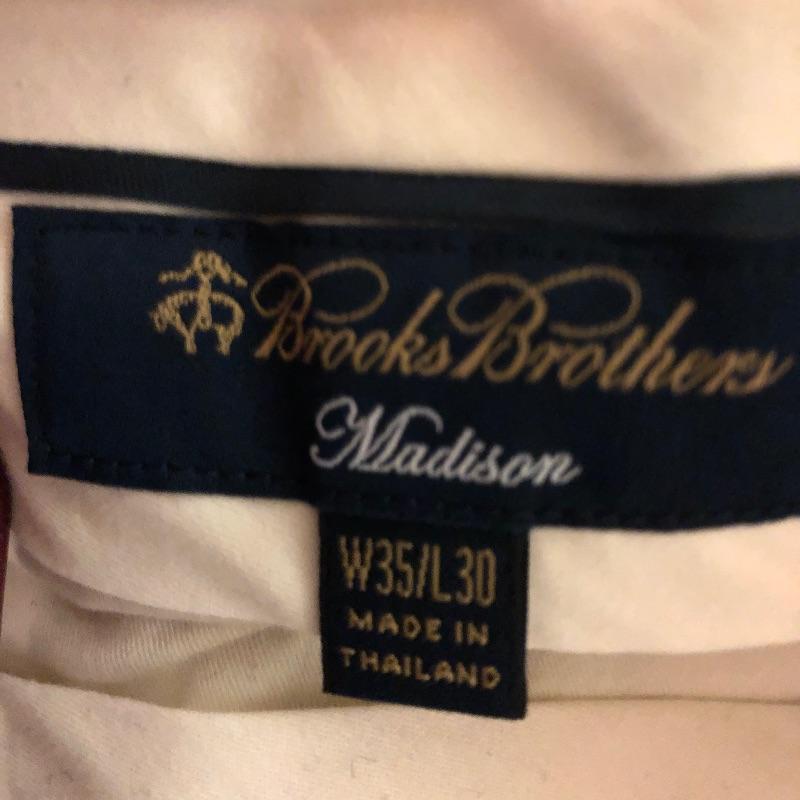 Brooks Brothers
Madison
W35/L30
MADE IN
THAILAND